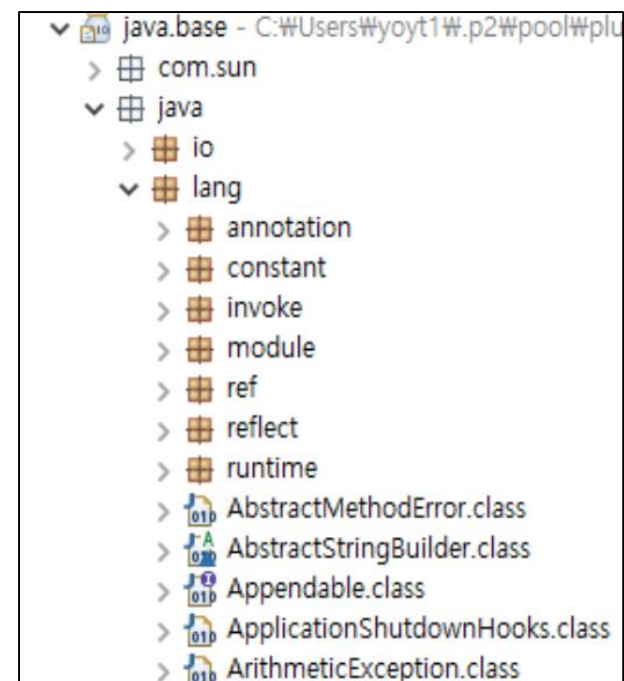 java.base - C:₩Users₩yoyt1₩.p2₩pool₩plu
com.sun
java
io
lang
annotation
constant
invoke
module
ref
reflect
runtime
AbstractMethodError.class
AbstractStringBuilder.class
Appendable.class
ApplicationShutdownHooks.class
ArithmeticException.class